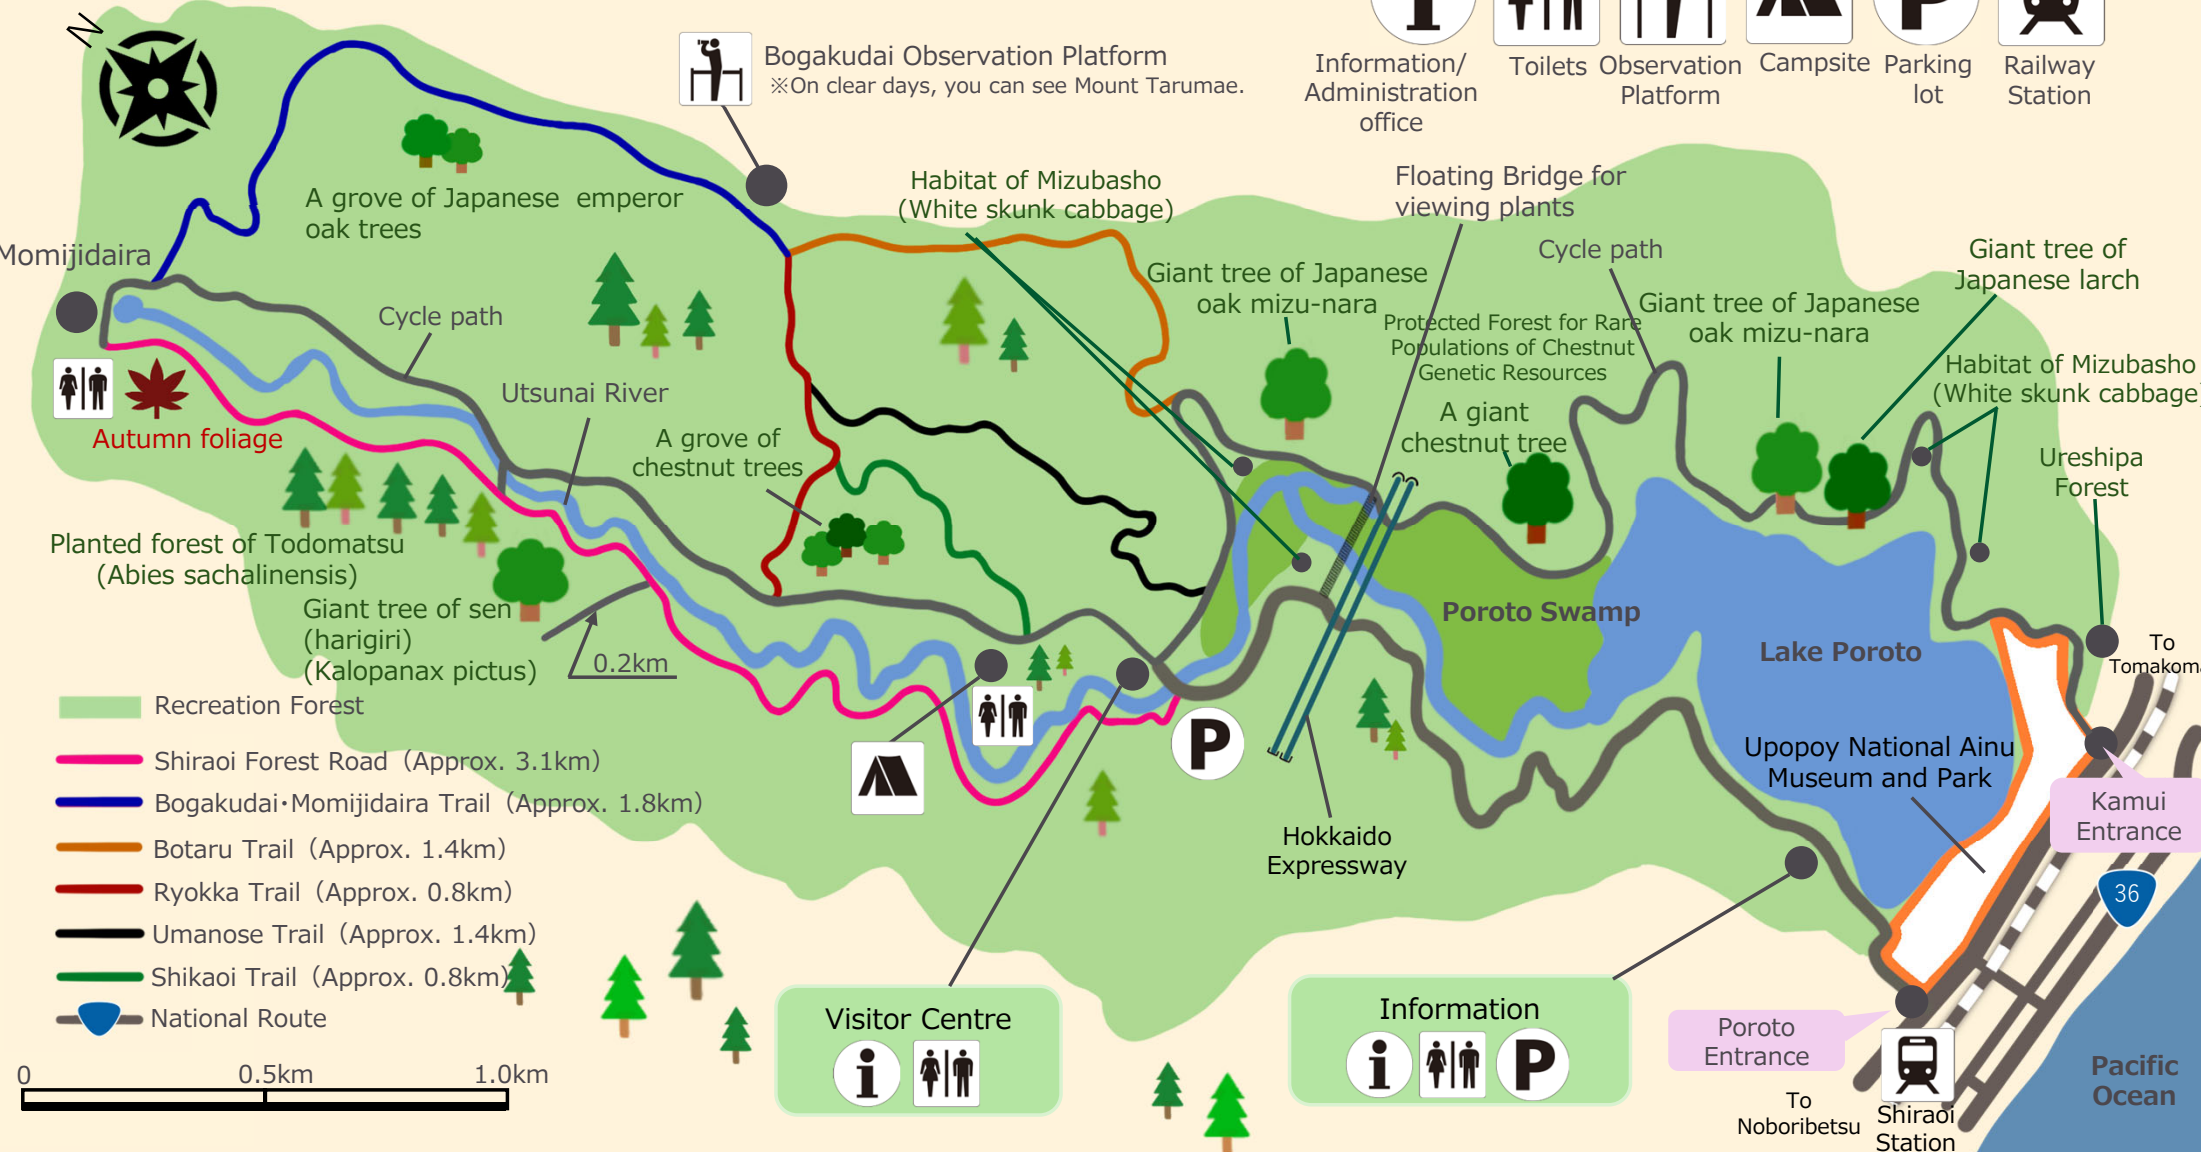 N
Bogakudai Observation Platform
※On clear days, you can see Mount Tarumae.
Information/
Administration
office
Toilets
Observation
Platform
Campsite
Parking
lot
Railway
Station
A grove of Japanese emperor
oak trees
Habitat of Mizubasho
(White skunk cabbage)
Floating Bridge for
viewing plants
Cycle path
Giant tree of
Japanese larch
Momijidaira
Giant tree of Japanese
oak mizu-nara
Giant tree of Japanese
oak mizu-nara
Protected Forest for Rare
Populations of Chestnut
Genetic Resources
Cycle path
Habitat of Mizubasho
(White skunk cabbage)
Utsunai River
A giant
chestnut tree
Autumn foliage
A grove of
chestnut trees
Ureshipa
Forest
Planted forest of Todomatsu
(Abies sachalinensis)
Giant tree of sen
(harigiri)
(Kalopanax pictus)
0.2km
Poroto Swamp
Lake Poroto
To
P
Upopoy National Ainu
Museum and Park
Kamui
Entrance
Hokkaido
Expressway
36
Recreation Forest
Shiraoi Forest Road（Approx. 3.1km）
Bogakudai･Momijidaira Trail（Approx. 1.8km）
Botaru Trail（Approx. 1.4km）
Ryokka Trail（Approx. 0.8km）
Umanose Trail（Approx. 1.4km）
Shikaoi Trail（Approx. 0.8km）
National Route
0 0.5km 1.0km
Visitor Centre
i
Information
i P
Poroto
Entrance
To
Noboribetsu
Shiraoi
Station
Pacific
Ocean